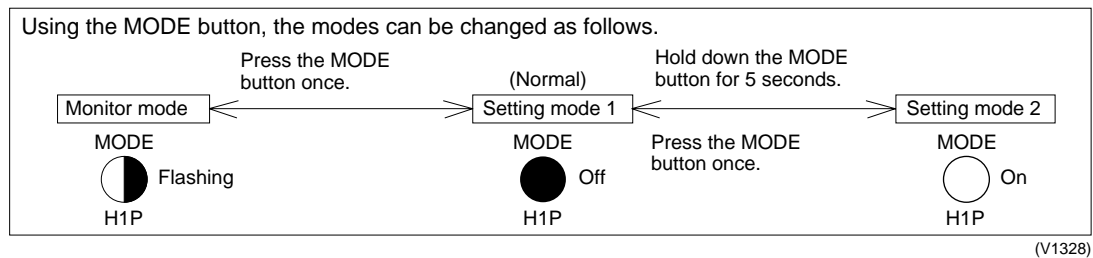 Using the MODE button, the modes can be changed as follows.
Press the MODE
button once.
(Normal)
Hold down the MODE
button for 5 seconds.
Monitor mode
Setting mode 1
Setting mode 2
MODE
Flashing
H1P
MODE
Off
H1P
Press the MODE
button once.
MODE
On
H1P
(V1328)